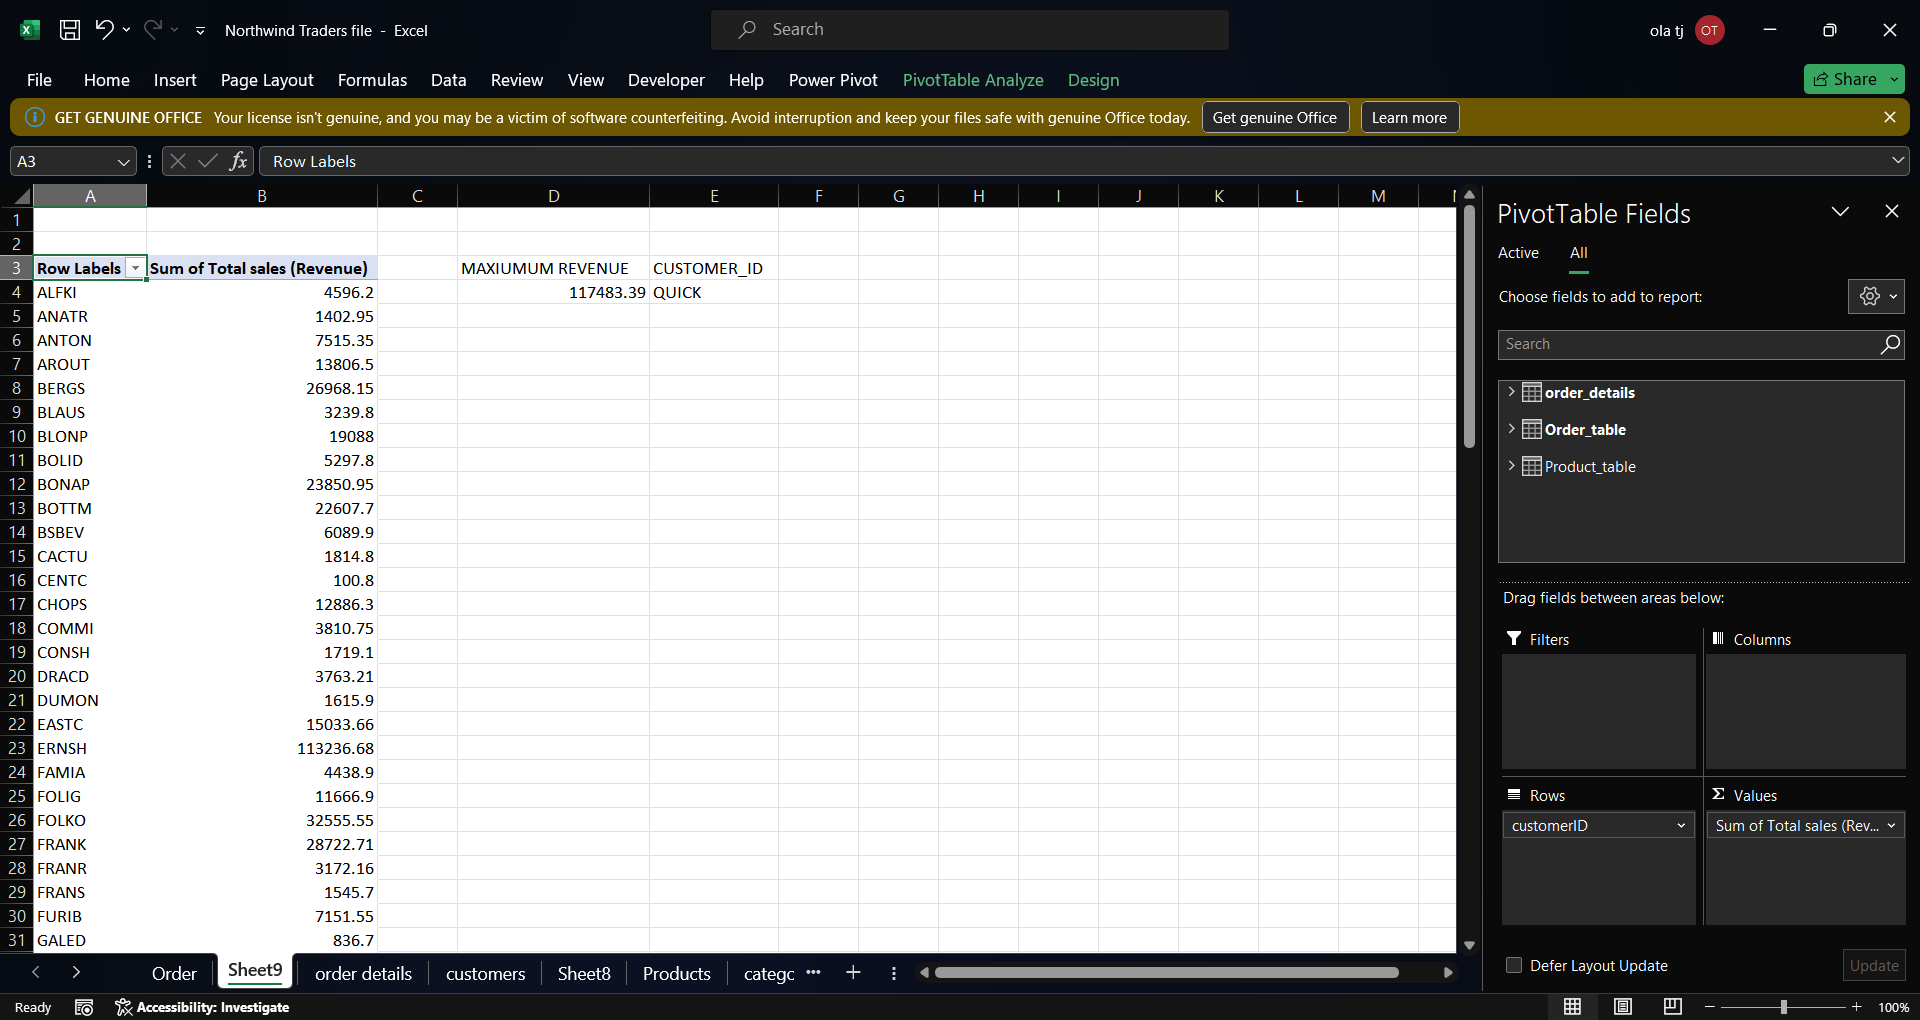 Northwind Traders file - Excel
Search
ola tj
OT
File Home Insert Page Layout Formulas Data Review View Developer Help Power Pivot PivotTable Analyze Design
Share
GET GENUINE OFFICE Your license isn't genuine, and you may be a victim of software counterfeiting. Avoid interruption and keep your files safe with genuine Office today. Get genuine Office Learn more
A3 fx Row Labels
A B C D E F G H I J K L M
1
2
3 Row Labels Sum of Total sales (Revenue) MAXIUMUM REVENUE CUSTOMER_ID
4 ALFKI 4596.2 117483.39 QUICK
5 ANATR 1402.95
6 ANTON 7515.35
7 AROUT 13806.5
8 BERGS 26968.15
9 BLAUS 3239.8
10 BLONP 19088
11 BOLID 5297.8
12 BONAP 23850.95
13 BOTTM 22607.7
14 BSBEV 6089.9
15 CACTU 1814.8
16 CENTC 100.8
17 CHOPS 12886.3
18 COMMI 3810.75
19 CONSH 1719.1
20 DRACD 3763.21
21 DUMON 1615.9
22 EASTC 15033.66
23 ERNSH 113236.68
24 FAMIA 4438.9
25 FOLIG 11666.9
26 FOLKO 32555.55
27 FRANK 28722.71
28 FRANR 3172.16
29 FRANS 1545.7
30 FURIB 7151.55
31 GALED 836.7
PivotTable Fields
Active All
Choose fields to add to report:
Search
order_details
Order_table
Product_table
Drag fields between areas below:
Filters Columns
Rows Σ Values
customerID Sum of Total sales (Rev...
Defer Layout Update Update
Order Sheet9 order details customers Sheet8 Products categc ...
Ready Accessibility: Investigate 100%